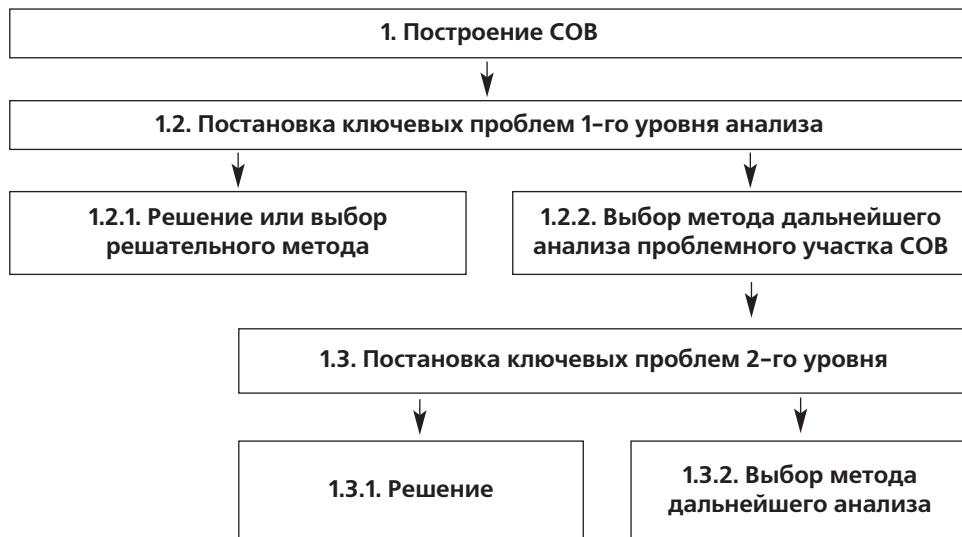 1. Построение СОВ
1.2. Постановка ключевых проблем 1-го уровня анализа
1.2.1. Решение или выбор
решательного метода
1.2.2. Выбор метода дальнейшего
анализа проблемного участка СОВ
1.3. Постановка ключевых проблем 2-го уровня
1.3.1. Решение
1.3.2. Выбор метода
дальнейшего анализа